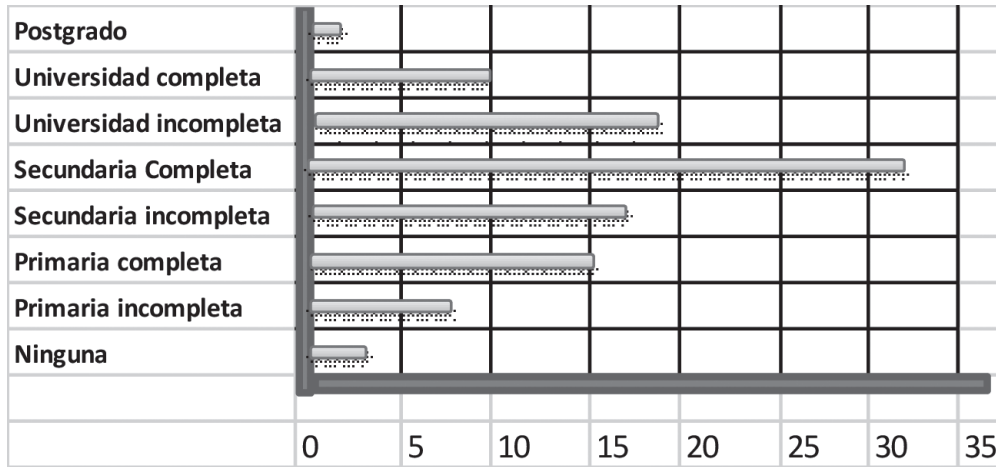 Postgrado
Universidad completa
Universidad incompleta
Secundaria Completa
Secundaria incompleta
Primaria completa
Primaria incompleta
Ninguna
0 5 10 15 20 25 30 35